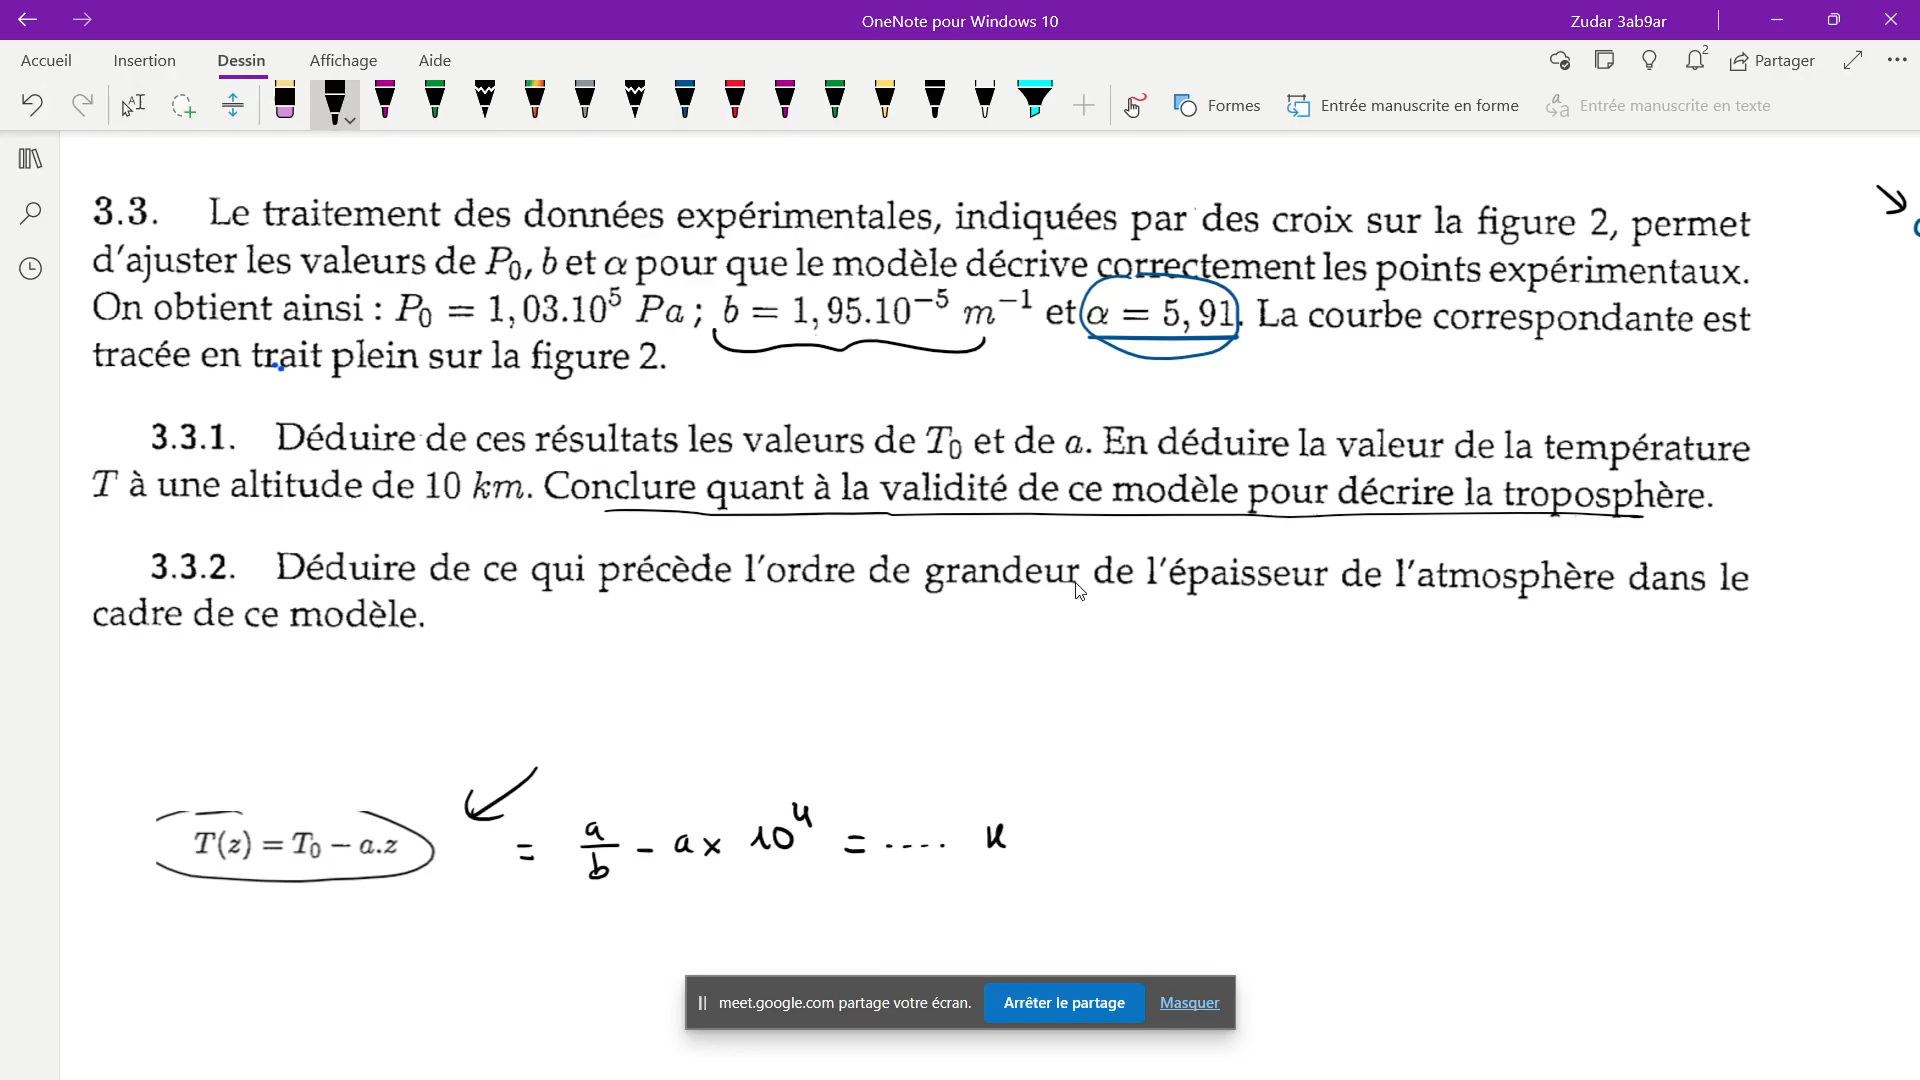 OneNote pour Windows 10
Zudar 3ab9ar
Accueil Insertion Dessin Affichage Aide
2
Partager
Formes
Entrée manuscrite en forme
Entrée manuscrite en texte
3.3. Le traitement des données expérimentales, indiquées par des croix sur la figure 2, permet
d'ajuster les valeurs de P₀, b et α pour que le modèle décrive correctement les points expérimentaux.
On obtient ainsi : P₀ = 1,03.10⁵ Pa ; b = 1,95.10⁻⁵ m⁻¹ et α = 5,91. La courbe correspondante est
tracée en trait plein sur la figure 2.
3.3.1. Déduire de ces résultats les valeurs de T₀ et de a. En déduire la valeur de la température
T à une altitude de 10 km. Conclure quant à la validité de ce modèle pour décrire la troposphère.
3.3.2. Déduire de ce qui précède l'ordre de grandeur de l'épaisseur de l'atmosphère dans le
cadre de ce modèle.
T(z) = T₀ − a.z = a/b - a × 10⁴ = .... K
meet.google.com partage votre écran.
Arrêter le partage
Masquer